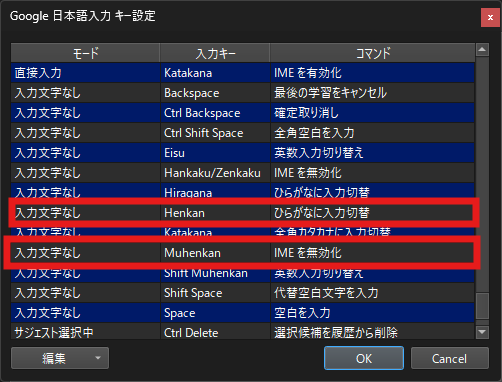 Google 日本語入力 キー設定
モード 入力キー コマンド
直接入力 Katakana IMEを有効化
入力文字なし Backspace 最後の学習をキャンセル
入力文字なし Ctrl Backspace 確定取り消し
入力文字なし Ctrl Shift Space 全角空白を入力
入力文字なし Eisu 英数入力切り替え
入力文字なし Hankaku/Zenkaku IMEを無効化
入力文字なし Hiragana ひらがなに入力切替
入力文字なし Henkan ひらがなに入力切替
入力文字なし Katakana 全角カタカナに入力切替
入力文字なし Muhenkan IMEを無効化
入力文字なし Shift Muhenkan 英数入力切り替え
入力文字なし Shift Space 代替空白文字を入力
入力文字なし Space 空白を入力
サジェスト選択中 Ctrl Delete 選択候補を履歴から削除
編集 OK Cancel